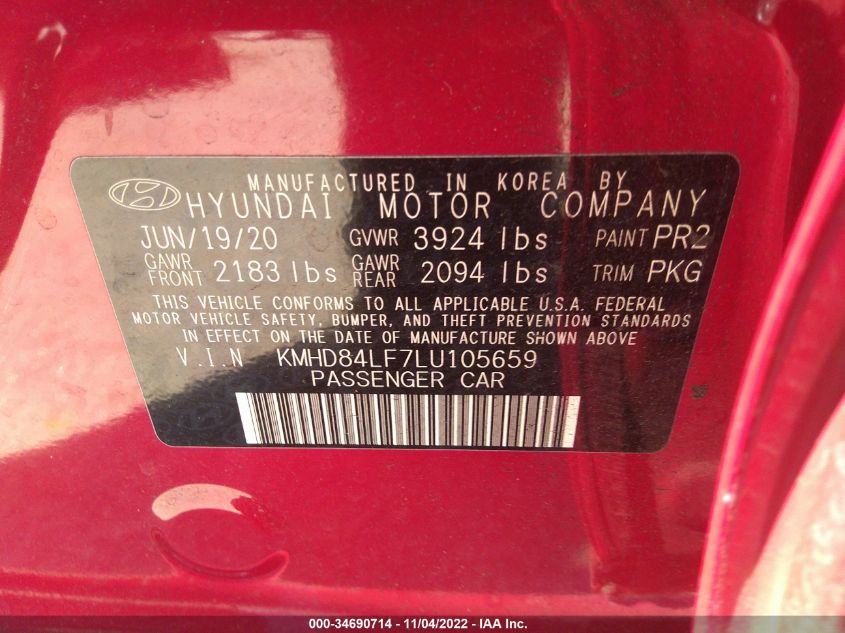 MANUFACTURED IN KOREA BY
HYUNDAI MOTOR COMPANY
JUN/19/20 GVWR 3924 lbs PAINT PR2
GAWR FRONT 2183 lbs GAWR REAR 2094 lbs TRIM PKG
THIS VEHICLE CONFORMS TO ALL APPLICABLE U.S.A. FEDERAL
MOTOR VEHICLE SAFETY, BUMPER, AND THEFT PREVENTION STANDARDS
IN EFFECT ON THE DATE OF MANUFACTURE SHOWN ABOVE
V.I.N KMHD84LF7LU105659
PASSENGER CAR
000-34690714 - 11/04/2022 - IAA Inc.